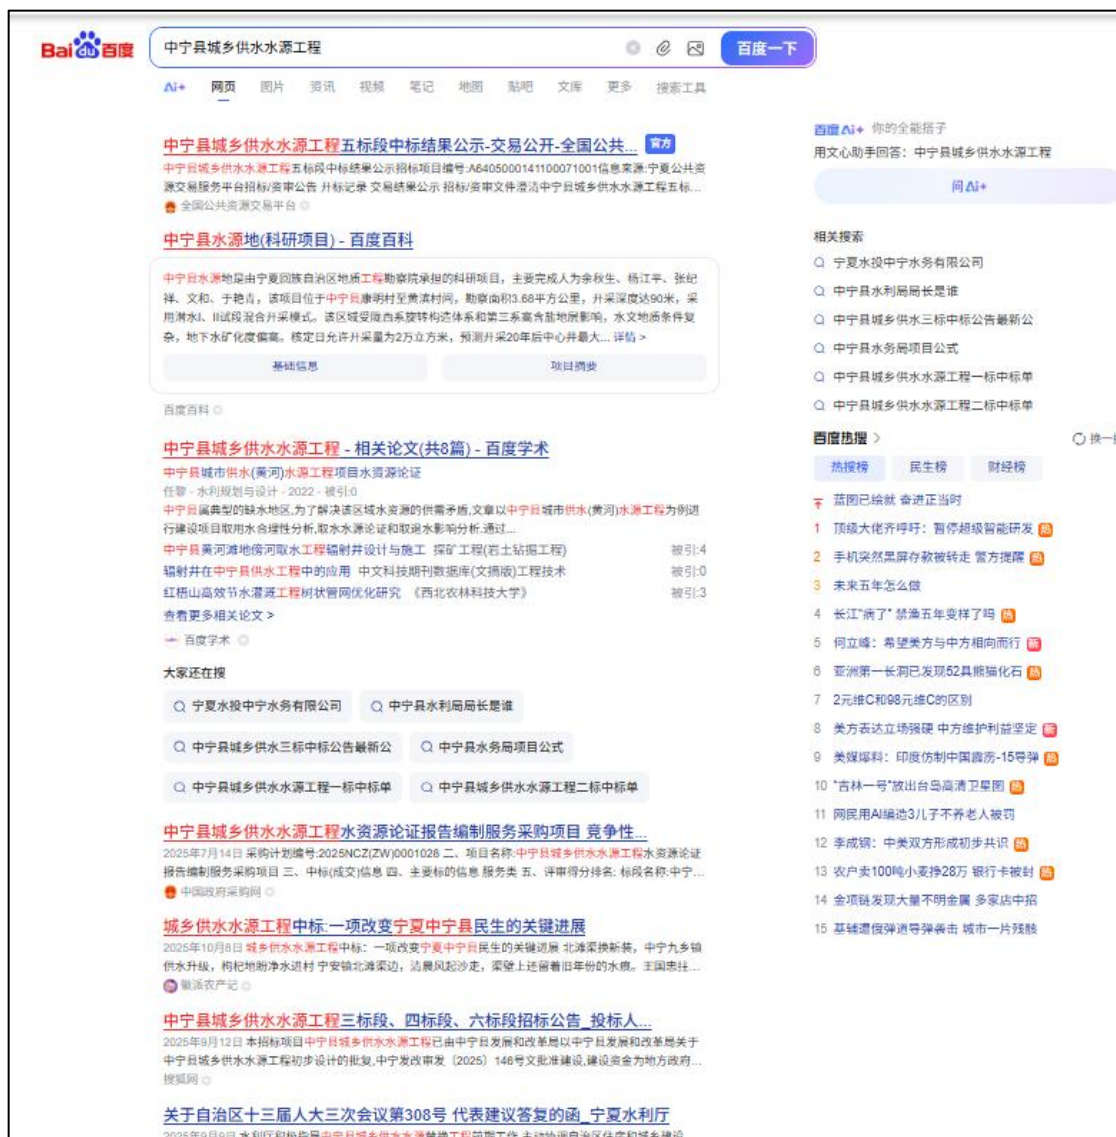 Bai du 百度
中宁县城乡供水水源工程
百度一下
Ai+ 网页 图片 资讯 视频 笔记 地图 贴吧 文库 更多 搜索工具
中宁县城乡供水水源工程五标段中标结果公示-交易公开-全国公共... 官方
中宁县城乡供水水源工程五标段中标结果公示招标项目编号:A6405000141100071001信息来源:宁夏公共资
源交易服务平台招标/资审公告 开标记录 交易结果公示 招标/资审文件澄清中宁县城乡供水水源工程五标...
全国公共资源交易平台
中宁县水源地(科研项目) - 百度百科
中宁县水源地是由宁夏回族自治区地质工程勘察院承担的科研项目，主要完成人为余秋生、杨江平、张纪
祥、文和、于艳青，该项目位于中宁县康明村至黄滨村间，勘察面积3.68平方公里，开采深度达90米，采
用潜水I、II试段混合开采模式。该区域受陇西系旋转构造体系和第三系高含盐地层影响，水文地质条件复
杂，地下水矿化度偏高。核定日允许开采量为2万立方米，预测开采20年后中心井最大... 详情 >
基础信息
项目摘要
百度百科
中宁县城乡供水水源工程 - 相关论文(共8篇) - 百度学术
中宁县城市供水(黄河)水源工程项目水资源论证
任黎 - 水利规划与设计 - 2022 - 被引:0
中宁县属典型的缺水地区,为了解决该区域水资源的供需矛盾,文章以中宁县城市供水(黄河)水源工程为例进
行建设项目取用水合理性分析,取水水源论证和取退水影响分析.通过...
中宁县黄河滩地傍河取水工程辐射井设计与施工 探矿工程(岩土钻掘工程) 被引:4
辐射井在中宁县供水工程中的应用 中文科技期刊数据库(文摘版)工程技术 被引:0
红梧山高效节水灌溉工程树状管网优化研究 《西北农林科技大学》 被引:3
查看更多相关论文 >
百度学术
大家还在搜
宁夏水投中宁水务有限公司
中宁县水利局局长是谁
中宁县城乡供水三标中标公告最新公
中宁县水务局项目公式
中宁县城乡供水水源工程一标中标单
中宁县城乡供水水源工程二标中标单
中宁县城乡供水水源工程水资源论证报告编制服务采购项目 竞争性...
2025年7月14日 采购计划编号:2025NCZ(ZW)0001028 二、项目名称:中宁县城乡供水水源工程水资源论证
报告编制服务采购项目 三、中标(成交)信息 四、主要标的信息 服务类 五、评审得分排名: 标段名称:中宁...
中国政府采购网
城乡供水水源工程中标:一项改变宁夏中宁县民生的关键进展
2025年10月8日 城乡供水水源工程中标：一项改变宁夏中宁县民生的关键进展 北滩渠换新装，中宁九乡镇
供水升级，枸杞地盼净水进村 宁安镇北滩渠边，清晨风起沙走，渠壁上还留着旧年份的水痕。王国忠拄...
徽派农产记
中宁县城乡供水水源工程三标段、四标段、六标段招标公告_投标人...
2025年9月12日 本招标项目中宁县城乡供水水源工程已由中宁县发展和改革局以中宁县发展和改革局关于
中宁县城乡供水水源工程初步设计的批复,中宁发改审发〔2025〕146号文批准建设,建设资金为地方政府...
搜狐网
关于自治区十三届人大三次会议第308号 代表建议答复的函_宁夏水利厅
百度Ai+ 你的全能搭子
用文心助手回答：中宁县城乡供水水源工程
问Ai+
相关搜索
宁夏水投中宁水务有限公司
中宁县水利局局长是谁
中宁县城乡供水三标中标公告最新公
中宁县水务局项目公式
中宁县城乡供水水源工程一标中标单
中宁县城乡供水水源工程二标中标单
百度热搜 > 换一
热搜榜 民生榜 财经榜
蓝图已绘就 奋进正当时
1 顶级大佬齐呼吁：暂停超级智能研发 热
2 手机突然黑屏存款被转走 警方提醒 热
3 未来五年怎么做
4 长江"病了" 禁渔五年变样了吗 热
5 何立峰：希望美方与中方相向而行 新
6 亚洲第一长洞已发现52具熊猫化石 热
7 2元维C和98元维C的区别
8 美方表达立场强硬 中方维护利益坚定 新
9 美媒爆料：印度仿制中国霹雳-15导弹 热
10 "吉林一号"放出台岛高清卫星图 热
11 网民用AI编造3儿子不养老人被罚
12 李成钢：中美双方形成初步共识 热
13 农户卖100吨小麦挣28万 银行卡被封 热
14 金项链发现大量不明金属 多家店中招
15 基辅遭俄弹道导弹袭击 城市一片残骸